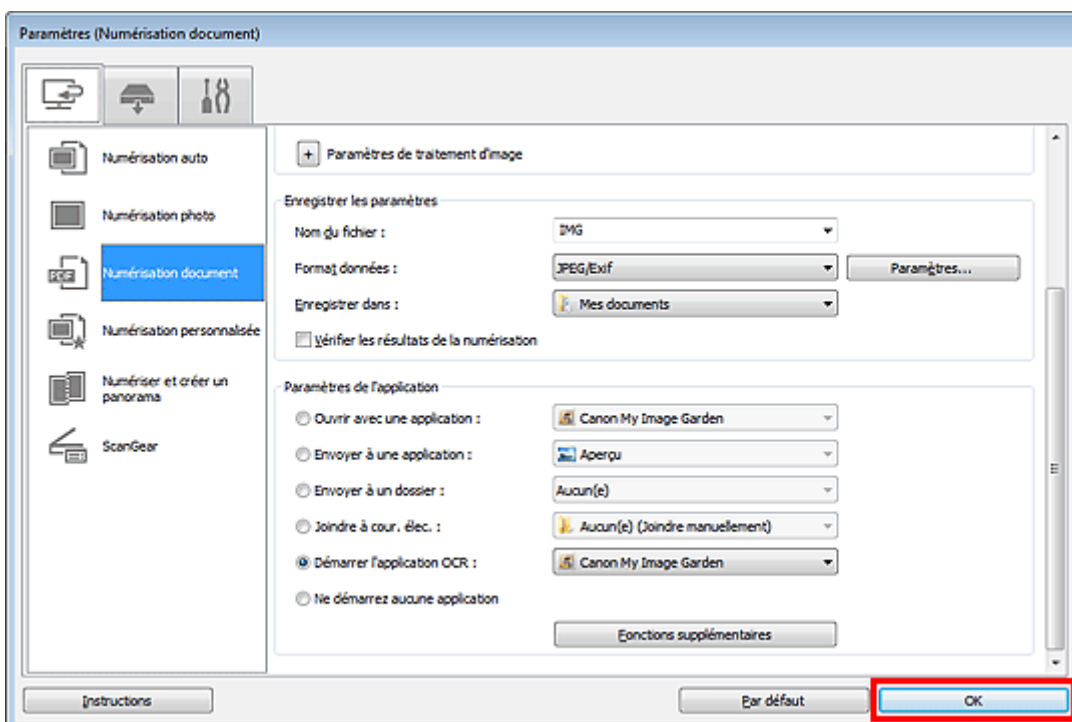 Paramètres (Numérisation document)
Numérisation auto
Numérisation photo
Numérisation document
Numérisation personnalisée
Numériser et créer un
panorama
ScanGear
+ Paramètres de traitement d'image
Enregistrer les paramètres
Nom du fichier : IMG
Format données : JPEG/Exif Paramètres...
Enregistrer dans : Mes documents
Vérifier les résultats de la numérisation
Paramètres de l'application
Ouvrir avec une application : Canon My Image Garden
Envoyer à une application : Aperçu
Envoyer à un dossier : Aucun(e)
Joindre à cour. élec. : Aucun(e) (Joindre manuellement)
Démarrer l'application OCR : Canon My Image Garden
Ne démarrez aucune application
Fonctions supplémentaires
Instructions Par défaut OK